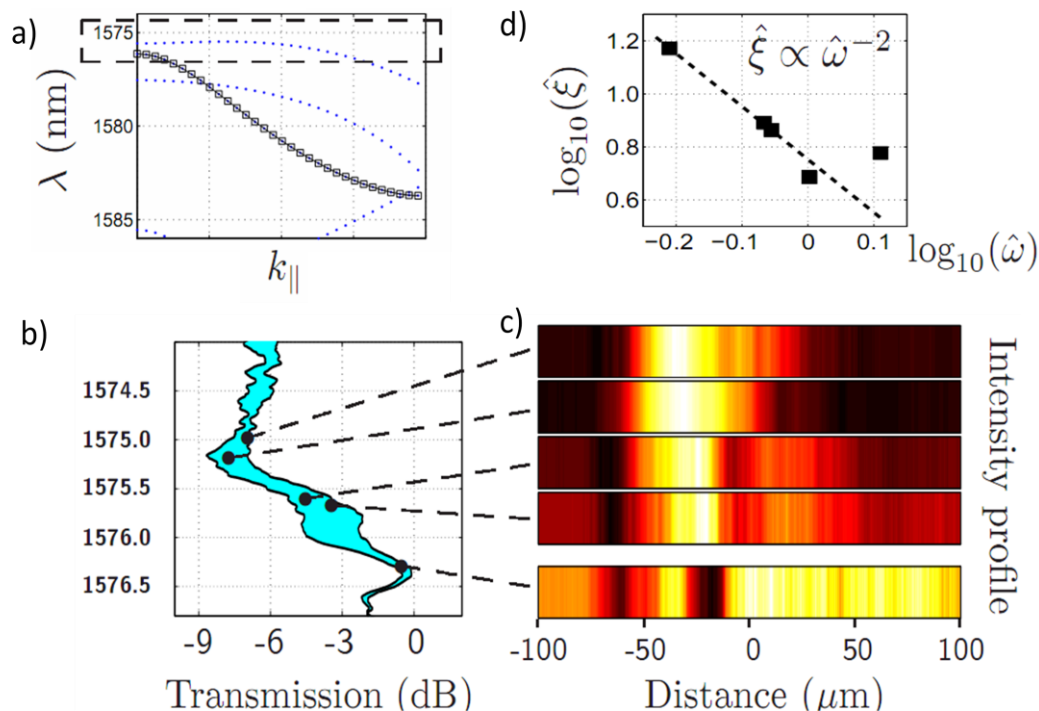 a)
1575
1580
1585
λ (nm)
k∥
d)
1.2
1.0
0.8
0.6
log₁₀(ξ̂)
ξ̂ ∝ ω̂⁻²
−0.2
−0.1
0
0.1
log₁₀(ω̂)
b)
1574.5
1575.0
1575.5
1576.0
1576.5
-9
-6
-3
0
Transmission (dB)
c)
Intensity profile
-100
-50
0
50
100
Distance (μm)